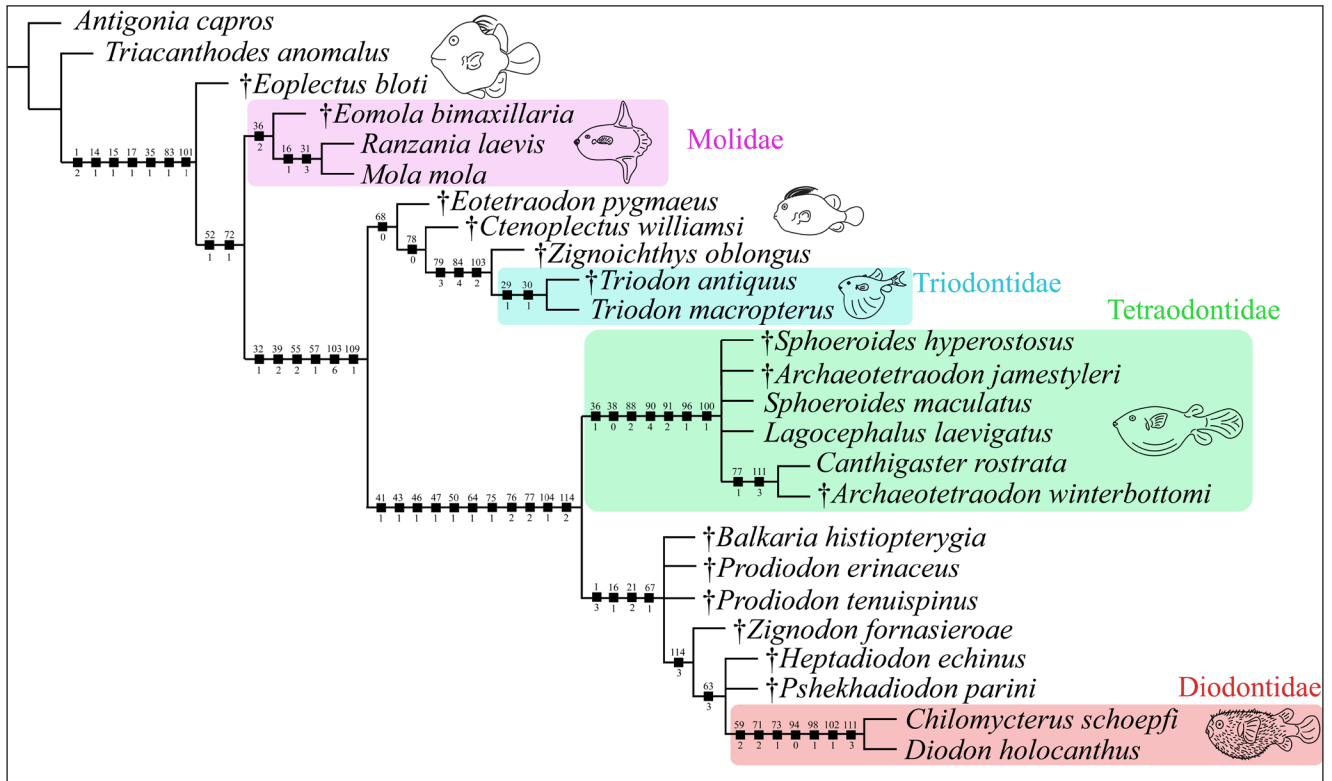 Antigonia capros
Triacanthodes anomalus
†Eoplectus bloti
1 14 15 17 35 83 101
2 1 1 1 1 1 1
†Eomola bimaxillaria
36
2
Ranzania laevis
Molidae
16 31
1 3
Mola mola
†Eotetraodon pygmaeus
68
0
†Ctenoplectus williamsi
52 72
1 1
78
0
†Zignoichthys oblongus
79 84 103
3 4 2
†Triodon antiquus
Triodontidae
29 30
1 1
Triodon macropterus
Tetraodontidae
†Sphoeroides hyperostosus
32 39 55 57 103 109
1 2 2 1 6 1
†Archaeotetraodon jamestyleri
Sphoeroides maculatus
36 38 88 90 91 96 100
1 0 2 4 2 1 1
Lagocephalus laevigatus
Canthigaster rostrata
77 111
1 3
†Archaeotetraodon winterbottomi
41 43 46 47 50 64 75 76 77 104 114
1 1 1 1 1 1 1 2 2 1 2
†Balkaria histiopterygia
†Prodiodon erinaceus
1 16 21 67
3 1 2 1
†Prodiodon tenuispinus
†Zignodon fornasieroae
114
3
†Heptadiodon echinus
†Pshekhadiodon parini
63
3
Diodontidae
Chilomycterus schoepfi
59 71 73 94 98 102 111
2 2 1 0 1 1 3
Diodon holocanthus